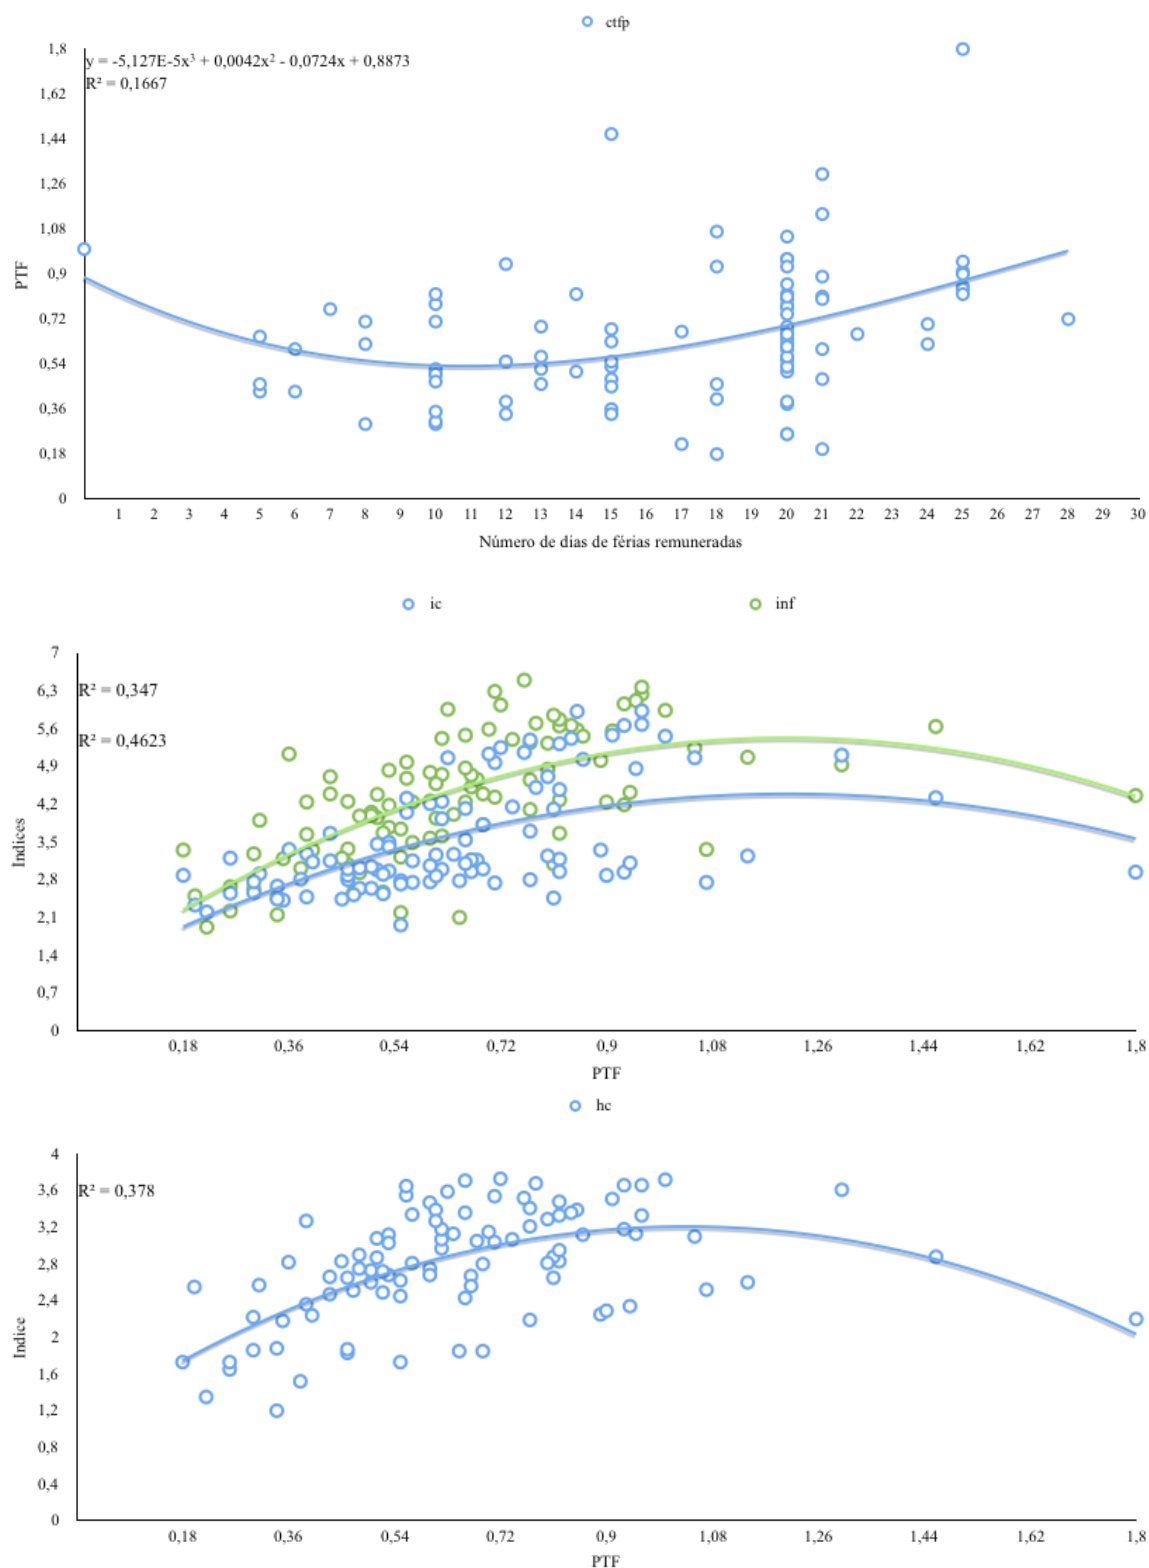 ctfp
y = -5,127E-5x³ + 0,0042x² - 0,0724x + 0,8873
R² = 0,1667
1,8
1,62
1,44
1,26
1,08
0,9
0,72
0,54
0,36
0,18
0
PTF
1 2 3 4 5 6 7 8 9 10 11 12 13 14 15 16 17 18 19 20 21 22 23 24 25 26 27 28 29 30
Número de dias de férias remuneradas
ic inf
7
6,3
5,6
4,9
4,2
3,5
2,8
2,1
1,4
0,7
0
R² = 0,347
R² = 0,4623
Indices
0,18 0,36 0,54 0,72 0,9 1,08 1,26 1,44 1,62 1,8
PTF
hc
4
3,6
3,2
2,8
2,4
2
1,6
1,2
0,8
0,4
0
R² = 0,378
Indice
0,18 0,36 0,54 0,72 0,9 1,08 1,26 1,44 1,62 1,8
PTF